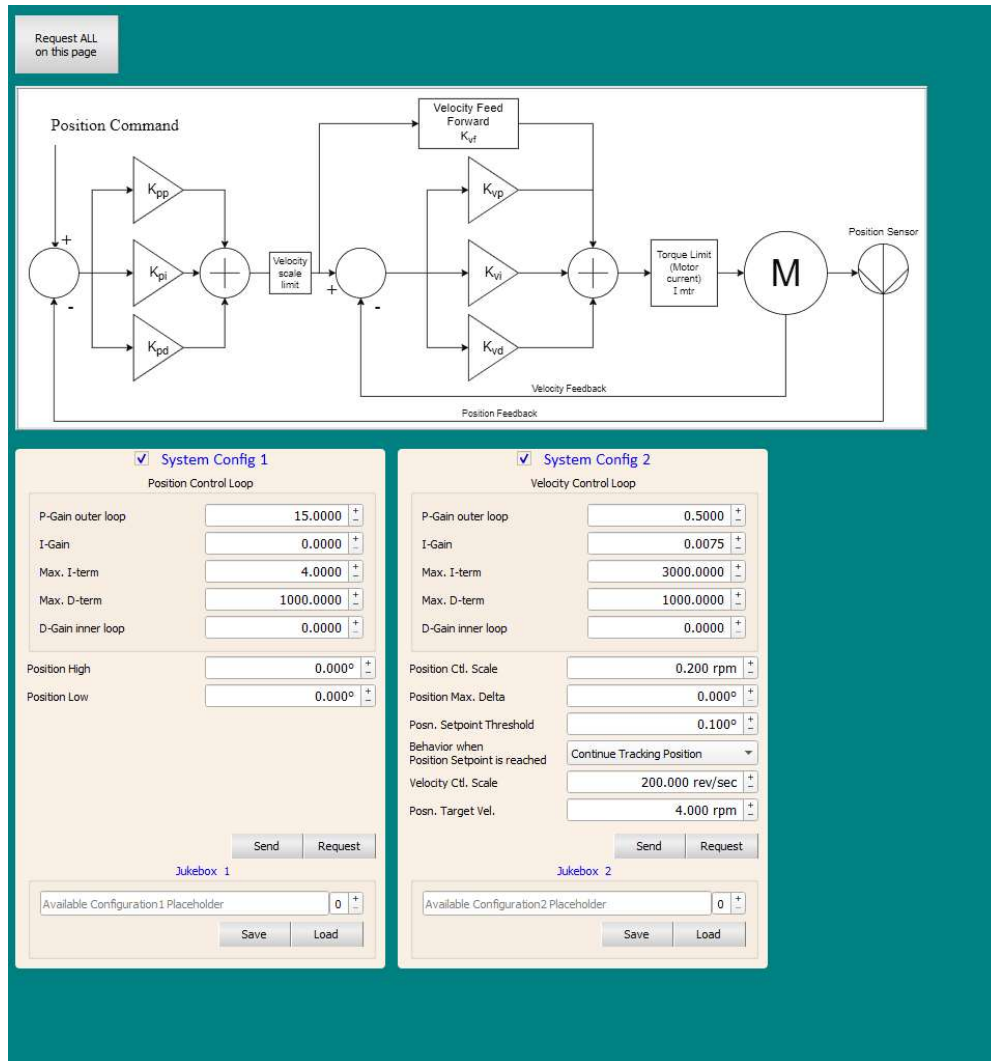 Request ALL
on this page
Position Command
Velocity Feed
Forward
Kvf
Kpp
Kvp
+
Position Sensor
Kpi
Velocity
scale
limit
+
Kvi
Torque Limit
(Motor
current)
I mtr
M
-
-
Kpd
Kvd
Velocity Feedback
Position Feedback
System Config 1
Position Control Loop
P-Gain outer loop 15.0000
I-Gain 0.0000
Max. I-term 4.0000
Max. D-term 1000.0000
D-Gain inner loop 0.0000
Position High 0.000°
Position Low 0.000°
Send Request
Jukebox 1
Available Configuration1 Placeholder 0
Save Load
System Config 2
Velocity Control Loop
P-Gain outer loop 0.5000
I-Gain 0.0075
Max. I-term 3000.0000
Max. D-term 1000.0000
D-Gain inner loop 0.0000
Position Ctl. Scale 0.200 rpm
Position Max. Delta 0.000°
Posn. Setpoint Threshold 0.100°
Behavior when
Position Setpoint is reached Continue Tracking Position
Velocity Ctl. Scale 200.000 rev/sec
Posn. Target Vel. 4.000 rpm
Send Request
Jukebox 2
Available Configuration2 Placeholder 0
Save Load